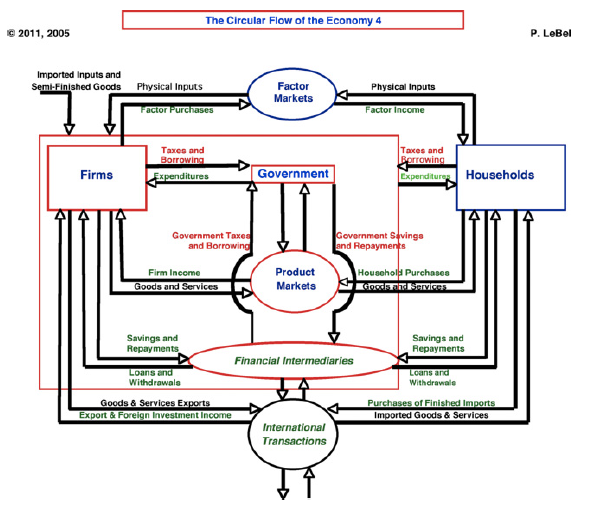 The Circular Flow of the Economy 4
© 2011, 2005
P. LeBel
Imported Inputs and
Semi-Finished Goods
Physical Inputs
Factor Purchases
Factor
Markets
Physical Inputs
Factor Income
Firms
Taxes and
Borrowing
Expenditures
Government
Taxes and
Borrowing
Expenditures
Households
Government Taxes
and Borrowing
Government Savings
and Repayments
Firm Income
Goods and Services
Product
Markets
Household Purchases
Goods and Services
Savings and
Repayments
Loans and
Withdrawals
Financial Intermediaries
Savings and
Repayments
Loans and
Withdrawals
Goods & Services Exports
Export & Foreign Investment Income
International
Transactions
Purchases of Finished Imports
Imported Goods & Services